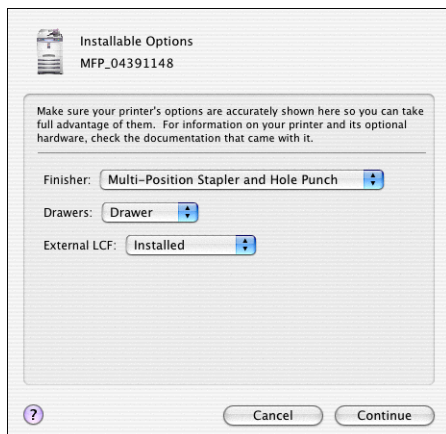 Installable Options
MFP_04391148
Make sure your printer's options are accurately shown here so you can take
full advantage of them. For information on your printer and its optional
hardware, check the documentation that came with it.
Finisher: Multi-Position Stapler and Hole Punch
Drawers: Drawer
External LCF: Installed
? Cancel Continue